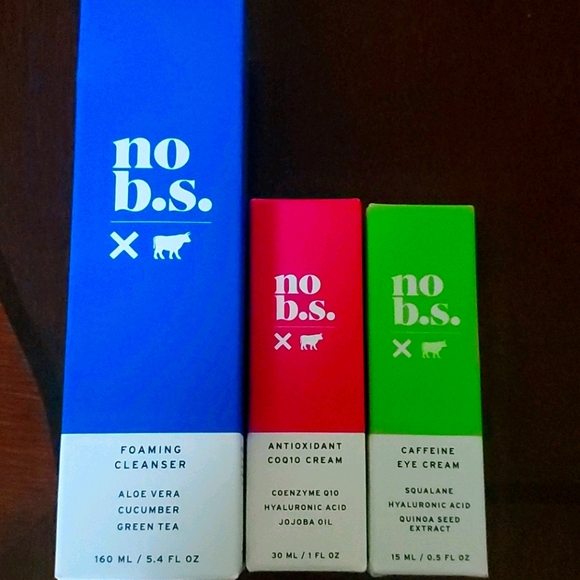 no
b.s.
FOAMING
CLEANSER
ALOE VERA
CUCUMBER
GREEN TEA
160 ML / 5.4 FL OZ
no
b.s.
ANTIOXIDANT
COQ10 CREAM
COENZYME Q10
HYALURONIC ACID
JOJOBA OIL
30 ML / 1 FL OZ
no
b.s.
CAFFEINE
EYE CREAM
SQUALANE
HYALURONIC ACID
QUINOA SEED
EXTRACT
15 ML / 0.5 FL OZ